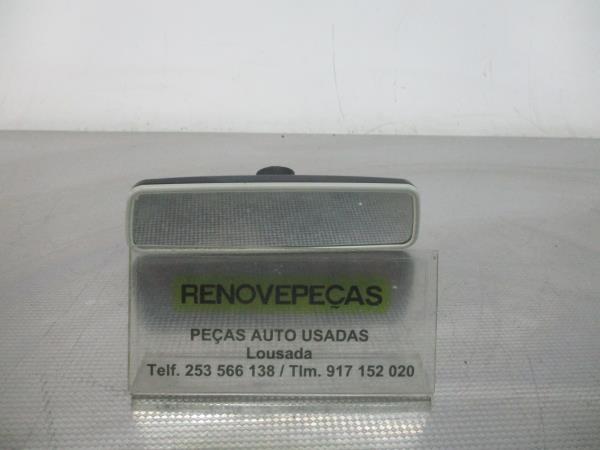 RENOVEPEÇAS
PEÇAS AUTO USADAS
Lousada
Telf. 253 566 138 / Tlm. 917 152 020